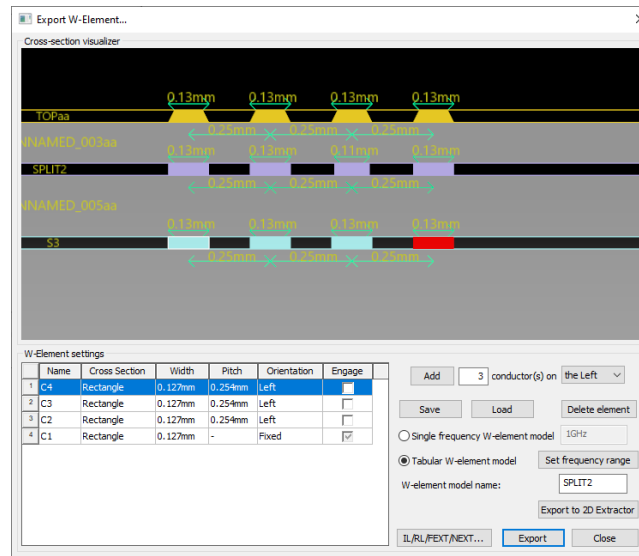 Export W-Element...
Cross-section visualizer
0.13mm 0.13mm 0.13mm 0.13mm
TOPaa
0.25mm 0.25mm 0.25mm
NNAMED_003aa
0.13mm 0.13mm 0.11mm 0.13mm
SPLIT2
0.25mm 0.25mm 0.25mm
NNAMED_005aa
0.13mm 0.13mm 0.13mm 0.13mm
S3
0.25mm 0.25mm 0.25mm
W-Element settings
Name Cross Section Width Pitch Orientation Engage
1 C4 Rectangle 0.127mm 0.254mm Left
2 C3 Rectangle 0.127mm 0.254mm Left
3 C2 Rectangle 0.127mm 0.254mm Left
4 C1 Rectangle 0.127mm - Fixed
Add 3 conductor(s) on the Left
Save Load Delete element
Single frequency W-element model 1GHz
Tabular W-element model Set frequency range
W-element model name: SPLIT2
Export to 2D Extractor
IL/RL/FEXT/NEXT... Export Close